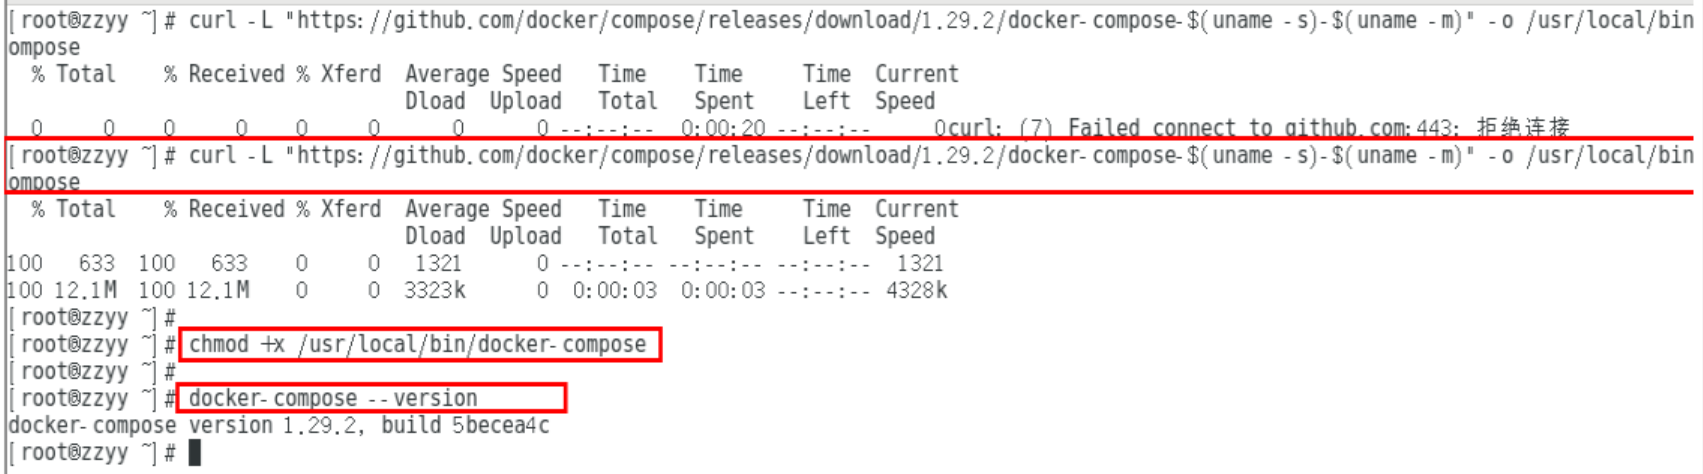 [root@zzyy ~]# curl -L "https://github.com/docker/compose/releases/download/1.29.2/docker-compose-$(uname -s)-$(uname -m)" -o /usr/local/bin
ompose
% Total % Received % Xferd Average Speed Time Time Time Current
Dload Upload Total Spent Left Speed
0 0 0 0 0 0 0 0 --:--:-- 0:00:20 --:--:-- 0curl: (7) Failed connect to github.com:443; 拒绝连接
[root@zzyy ~]# curl -L "https://github.com/docker/compose/releases/download/1.29.2/docker-compose-$(uname -s)-$(uname -m)" -o /usr/local/bin
ompose
% Total % Received % Xferd Average Speed Time Time Time Current
Dload Upload Total Spent Left Speed
100 633 100 633 0 0 1321 0 --:--:-- --:--:-- --:--:-- 1321
100 12.1M 100 12.1M 0 0 3323k 0 0:00:03 0:00:03 --:--:-- 4328k
[root@zzyy ~]#
[root@zzyy ~]# chmod +x /usr/local/bin/docker-compose
[root@zzyy ~]#
[root@zzyy ~]# docker-compose --version
docker-compose version 1.29.2, build 5becea4c
[root@zzyy ~]#